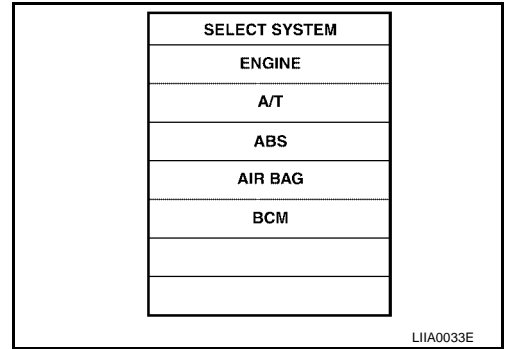 SELECT SYSTEM
ENGINE
A/T
ABS
AIR BAG
BCM
LIIA0033E